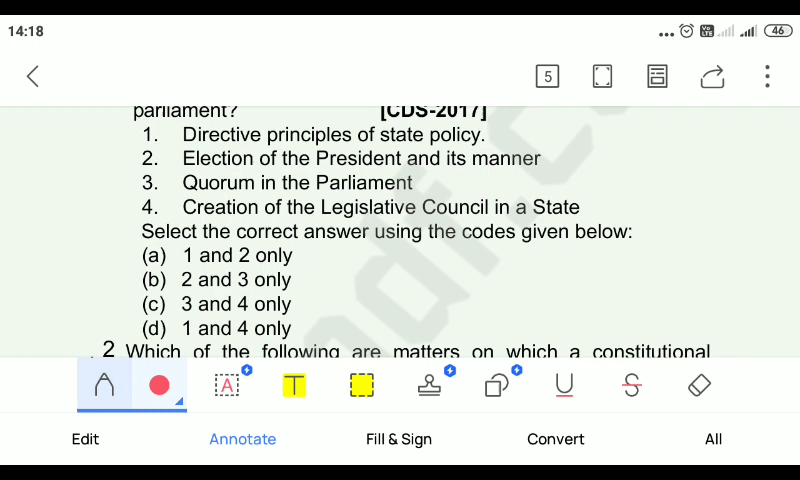 14:18
VoLTE
46
5
parliament? [CDS-2017]
1. Directive principles of state policy.
2. Election of the President and its manner
3. Quorum in the Parliament
4. Creation of the Legislative Council in a State
Select the correct answer using the codes given below:
(a) 1 and 2 only
(b) 2 and 3 only
(c) 3 and 4 only
(d) 1 and 4 only
. 2 Which of the following are matters on which a constitutional
A T U S
Edit Annotate Fill & Sign Convert All